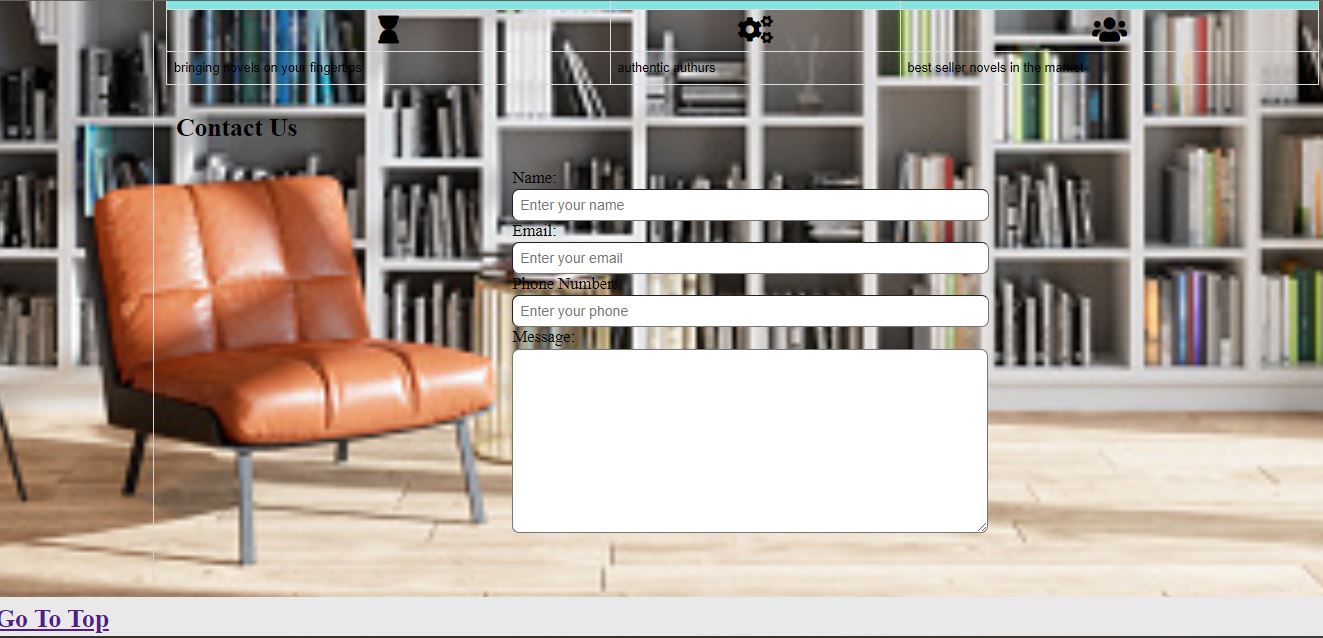 bringing novels on your fingertips
authentic authurs
best seller novels in the market
Contact Us
Name:
Enter your name
Email:
Enter your email
Phone Number:
Enter your phone
Message:
Go To Top